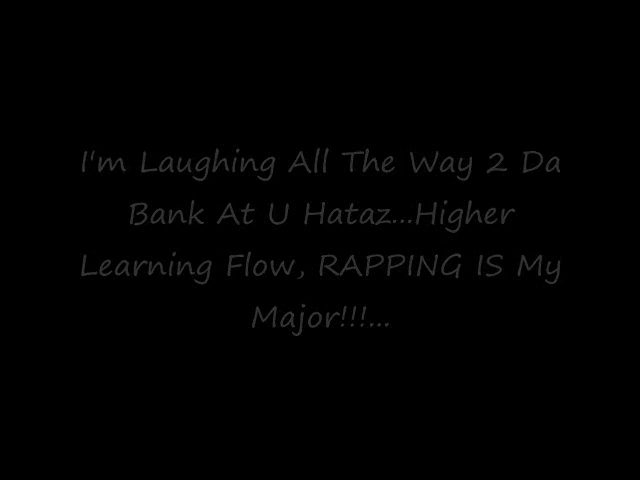 I'm Laughing All The Way 2 Da
Bank At U Hataz...Higher
Learning Flow, RAPPING IS My
Major!!!...